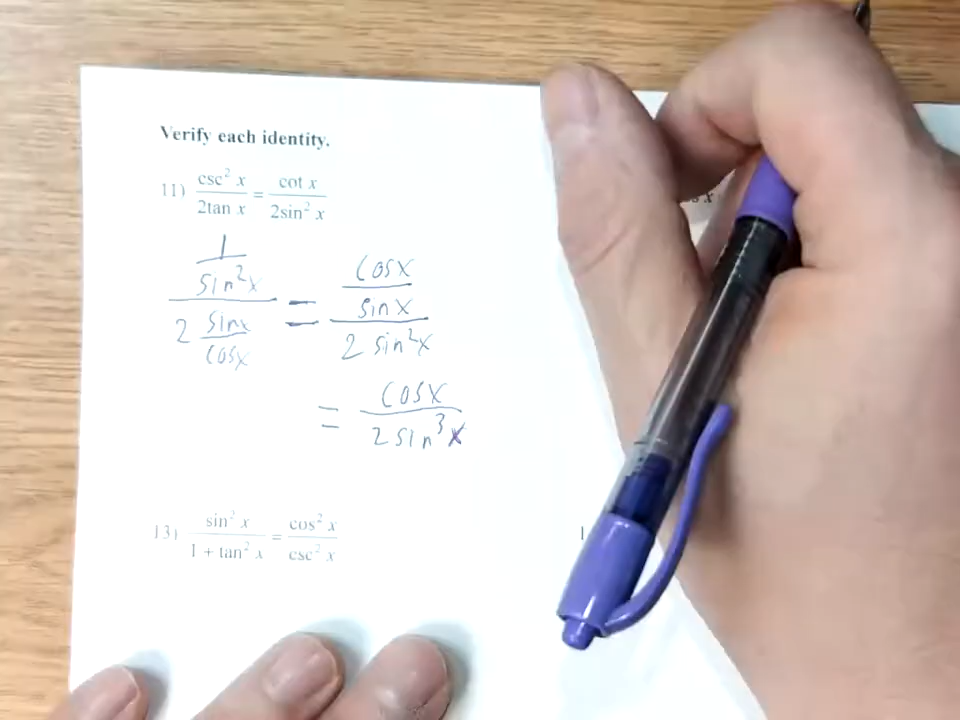 Verify each identity.
11) csc² x / 2tan x = cot x / 2sin² x
1 / sin²x / 2 sinx / cosx = cosx / sinx / 2 sin²x
= cosx / 2 sin³x
13) sin² x / 1 + tan² x = cos² x / csc² x